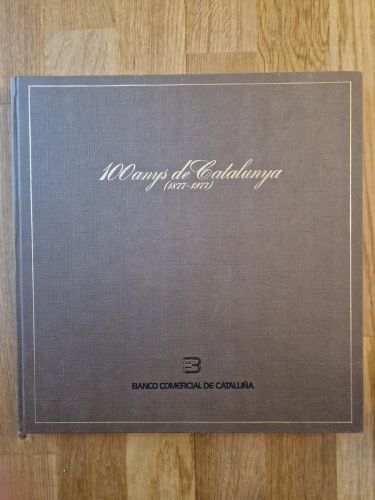 100 anys de Catalunya
(1877-1977)
B
BANCO COMERCIAL DE CATALUÑA